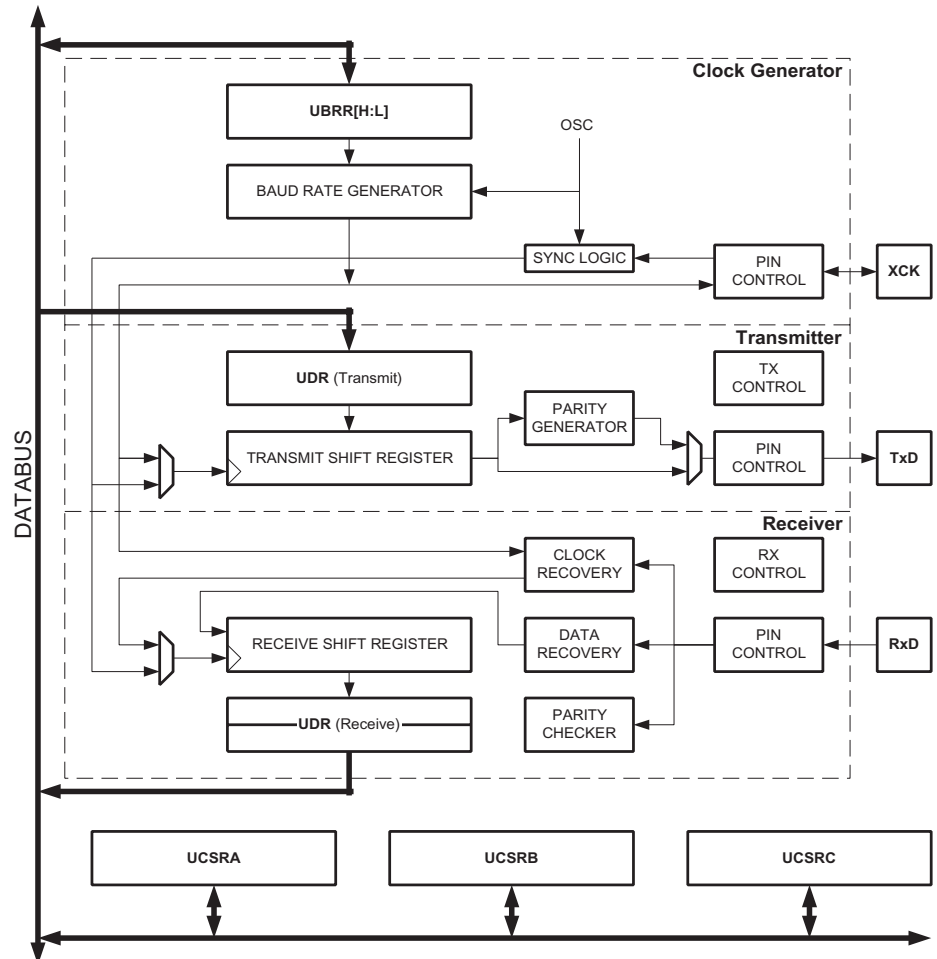 Clock Generator
UBRR[H:L]
OSC
BAUD RATE GENERATOR
SYNC LOGIC
PIN
CONTROL
XCK
Transmitter
UDR (Transmit)
TX
CONTROL
PARITY
GENERATOR
TRANSMIT SHIFT REGISTER
PIN
CONTROL
TxD
DATABUS
Receiver
CLOCK
RECOVERY
RX
CONTROL
RECEIVE SHIFT REGISTER
DATA
RECOVERY
PIN
CONTROL
RxD
UDR (Receive)
PARITY
CHECKER
UCSRA
UCSRB
UCSRC